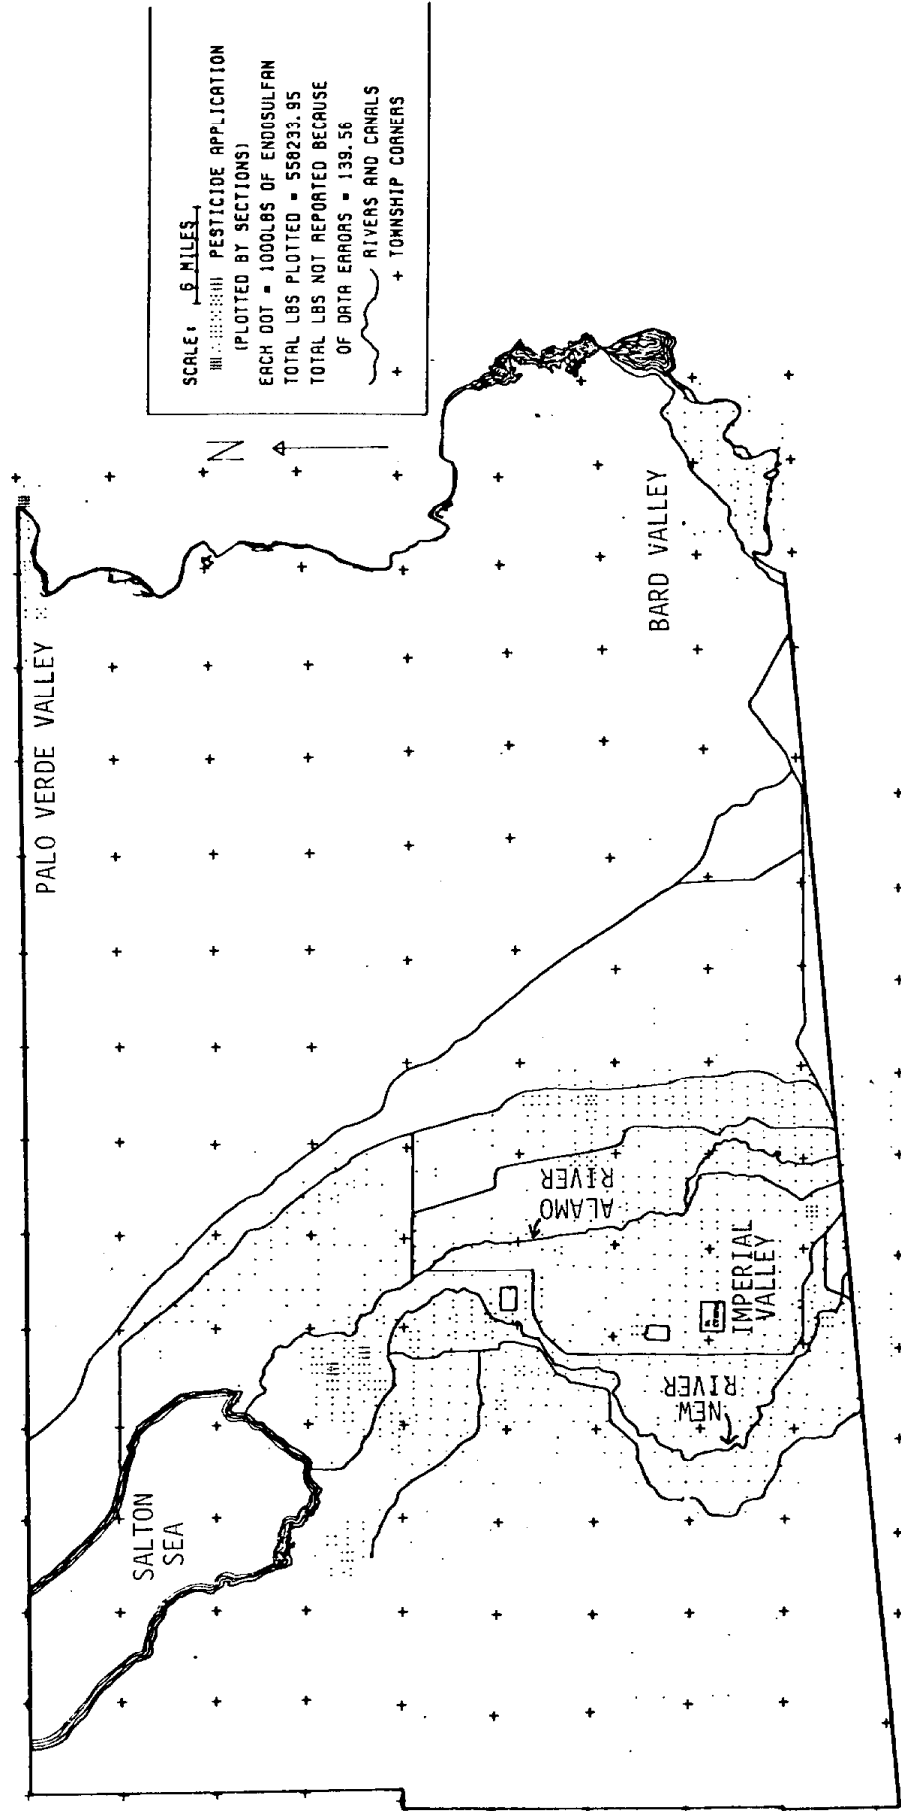 SCALE: 6 MILES
PESTICIDE APPLICATION
(PLOTTED BY SECTIONS)
EACH DOT = 1000LBS OF ENDOSULFAN
TOTAL LBS PLOTTED = 558233.95
TOTAL LBS NOT REPORTED BECAUSE
OF DATA ERRORS = 139.56
RIVERS AND CANALS
+ TOWNSHIP CORNERS
N
PALO VERDE VALLEY
BARD VALLEY
SALTON
SEA
ALAMO
RIVER
IMPERIAL
VALLEY
NEW
RIVER